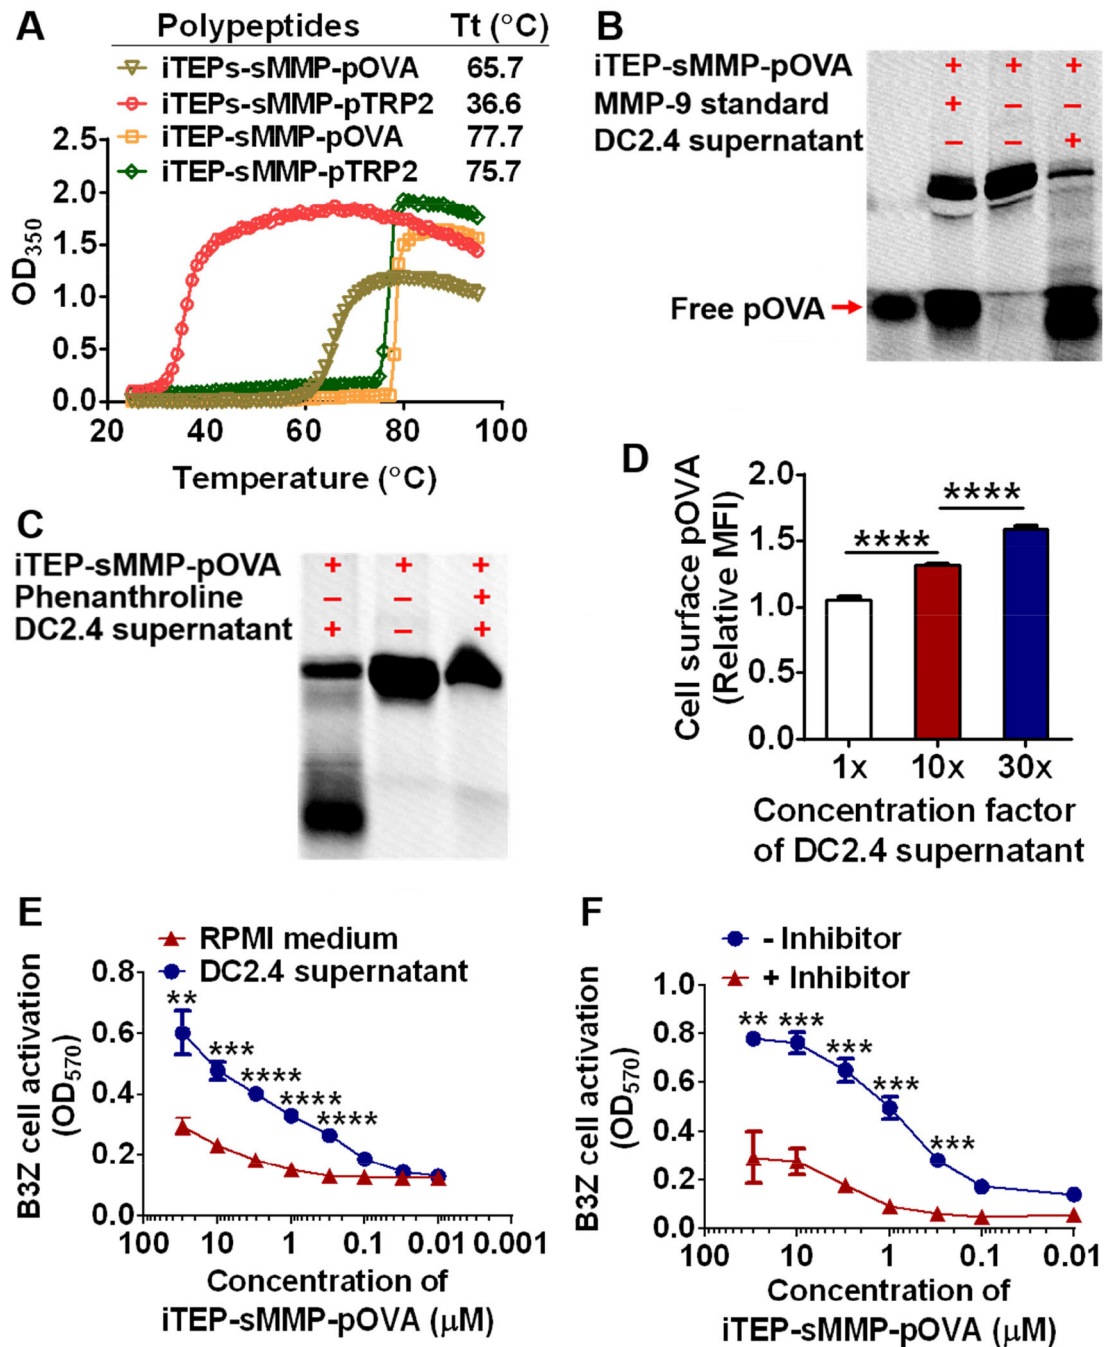 A
Polypeptides Tt (°C)
iTEPs-sMMP-pOVA 65.7
iTEPs-sMMP-pTRP2 36.6
iTEP-sMMP-pOVA 77.7
iTEP-sMMP-pTRP2 75.7
OD350
2.5
2.0
1.5
1.0
0.5
0.0
20 40 60 80 100
Temperature (°C)
B
iTEP-sMMP-pOVA + + +
MMP-9 standard + – –
DC2.4 supernatant – – +
Free pOVA
C
iTEP-sMMP-pOVA + + +
Phenanthroline – – +
DC2.4 supernatant + – +
D
Cell surface pOVA
(Relative MFI)
2.0
1.5
1.0
0.5
0.0
**** ****
1x 10x 30x
Concentration factor
of DC2.4 supernatant
E
RPMI medium
DC2.4 supernatant
B3Z cell activation
(OD570)
0.8
0.6
0.4
0.2
0.0
** *** **** **** ****
100 10 1 0.1 0.01 0.001
Concentration of
iTEP-sMMP-pOVA (μM)
F
- Inhibitor
+ Inhibitor
B3Z cell activation
(OD570)
1.0
0.8
0.6
0.4
0.2
0.0
** *** *** *** ***
100 10 1 0.1 0.01
Concentration of
iTEP-sMMP-pOVA (μM)